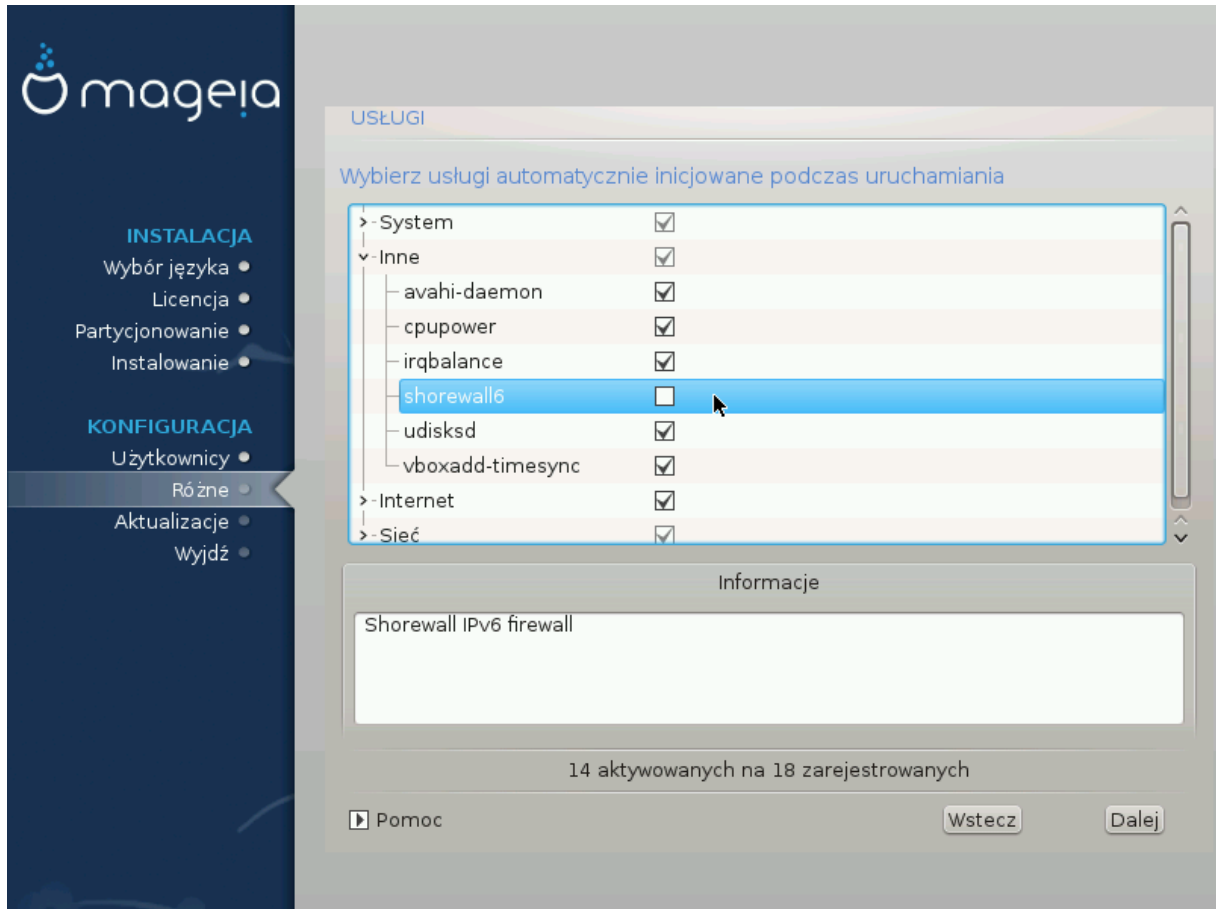 mageia
INSTALACJA
Wybór języka
Licencja
Partycjonowanie
Instalowanie
KONFIGURACJA
Użytkownicy
Różne
Aktualizacje
Wyjdź
USŁUGI
Wybierz usługi automatycznie inicjowane podczas uruchamiania
System
Inne
avahi-daemon
cpupower
irqbalance
shorewall6
udisksd
vboxadd-timesync
Internet
Sieć
Informacje
Shorewall IPv6 firewall
14 aktywowanych na 18 zarejestrowanych
Pomoc
Wstecz
Dalej